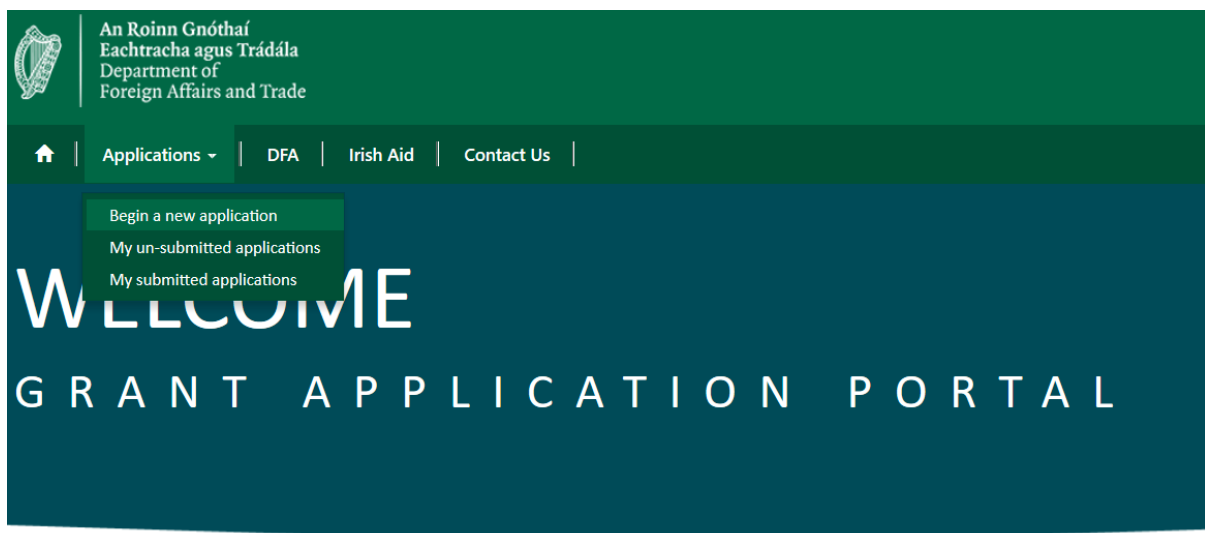 An Roinn Gnóthaí
Eachtracha agus Trádála
Department of
Foreign Affairs and Trade
Applications DFA Irish Aid Contact Us
Begin a new application
My un-submitted applications
My submitted applications
WELCOME
GRANT APPLICATION PORTAL